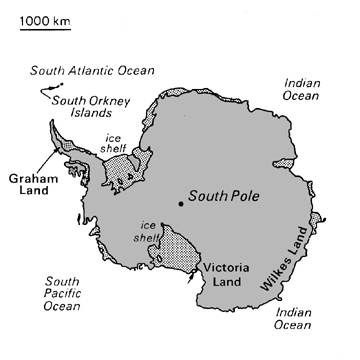 1000 km
South Atlantic Ocean
South Orkney
Islands
Indian
Ocean
ice
shelf
Graham
Land
South Pole
ice
shelf
Victoria
Land
Wilkes Land
South
Pacific
Ocean
Indian
Ocean